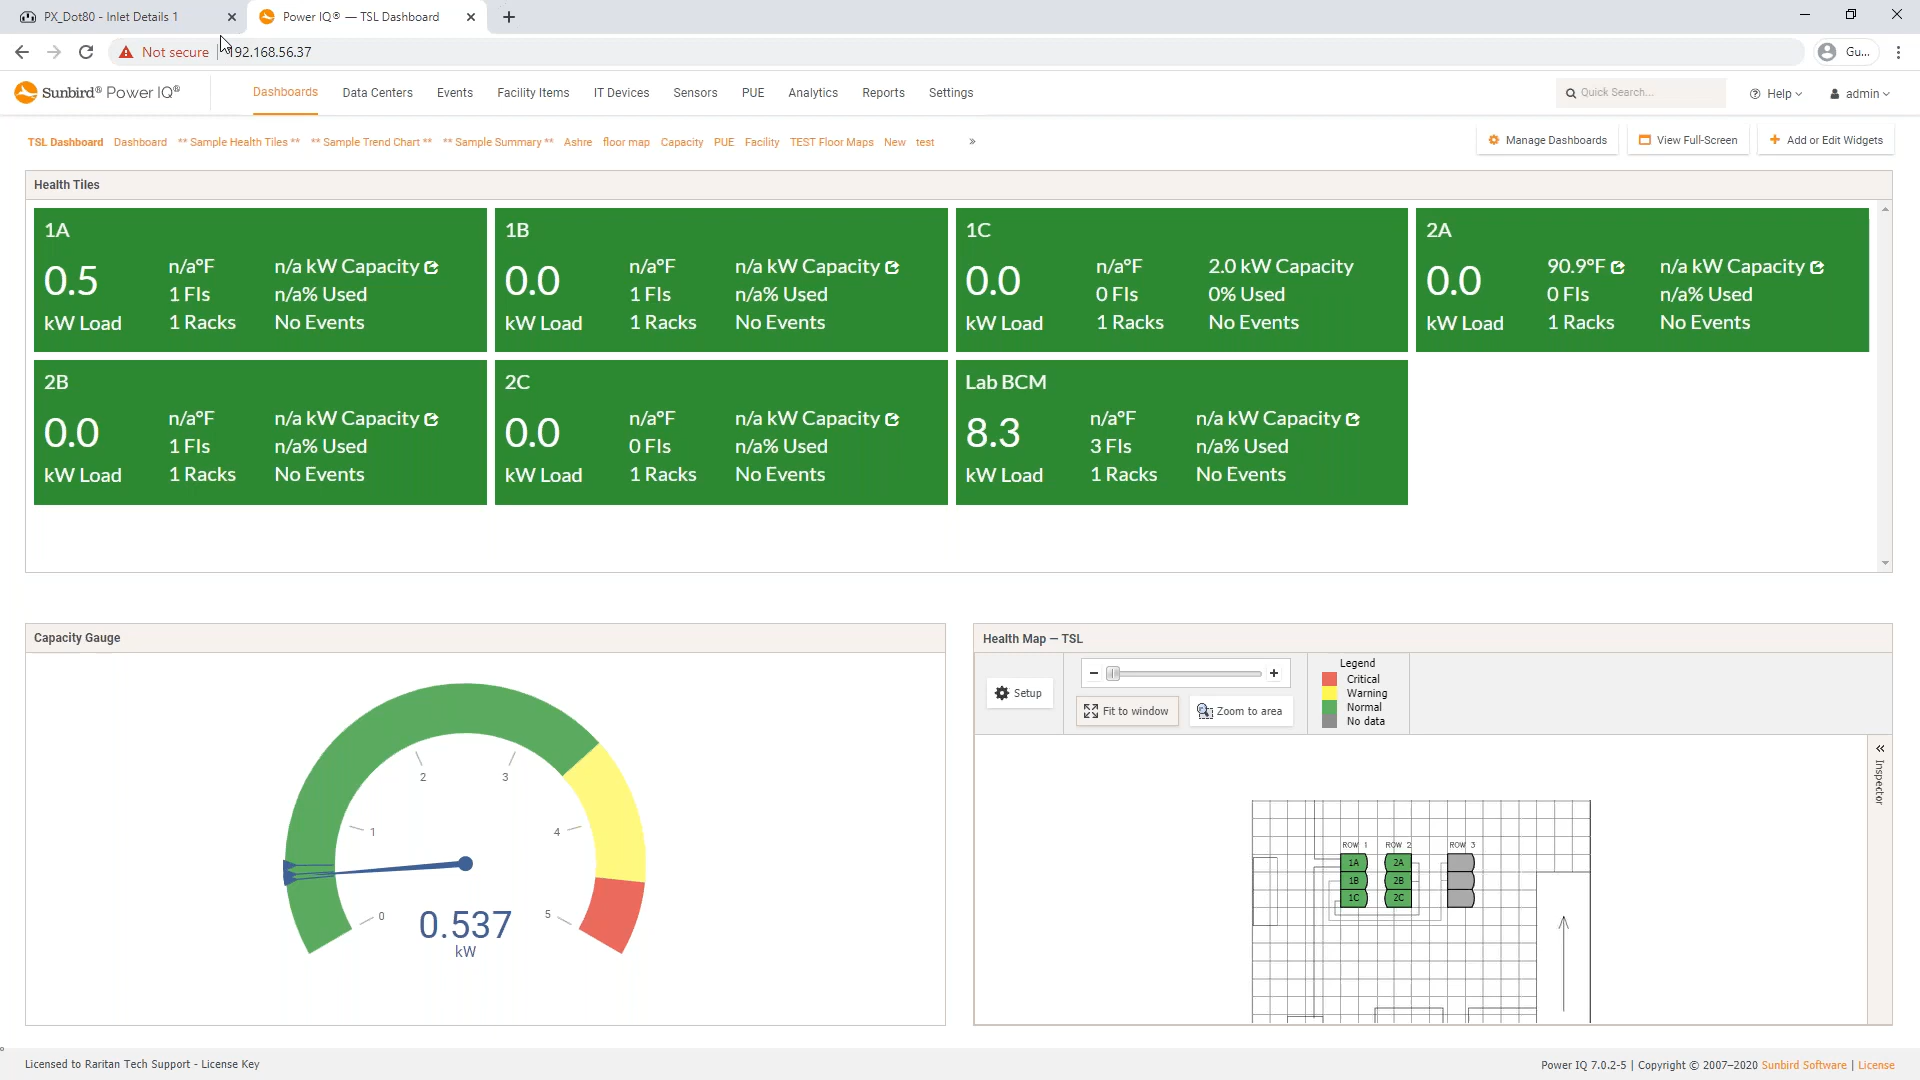 PX_Dot80 - Inlet Details 1
Power IQ® — TSL Dashboard
Not secure
192.168.56.37
Gu...
Sunbird® Power IQ®
Dashboards
Data Centers
Events
Facility Items
IT Devices
Sensors
PUE
Analytics
Reports
Settings
Quick Search...
Help
admin
TSL Dashboard
Dashboard
** Sample Health Tiles **
** Sample Trend Chart **
** Sample Summary **
Ashre
floor map
Capacity
PUE
Facility
TEST Floor Maps
New
test
»
Manage Dashboards
View Full-Screen
Add or Edit Widgets
Health Tiles
1A
0.5
kW Load
n/a°F
1 FIs
1 Racks
n/a kW Capacity
n/a% Used
No Events
1B
0.0
kW Load
n/a°F
1 FIs
1 Racks
n/a kW Capacity
n/a% Used
No Events
1C
0.0
kW Load
n/a°F
0 FIs
1 Racks
2.0 kW Capacity
0% Used
No Events
2A
0.0
kW Load
90.9°F
0 FIs
1 Racks
n/a kW Capacity
n/a% Used
No Events
2B
0.0
kW Load
n/a°F
1 FIs
1 Racks
n/a kW Capacity
n/a% Used
No Events
2C
0.0
kW Load
n/a°F
0 FIs
1 Racks
n/a kW Capacity
n/a% Used
No Events
Lab BCM
8.3
kW Load
n/a°F
3 FIs
1 Racks
n/a kW Capacity
n/a% Used
No Events
Capacity Gauge
0
1
2
3
4
5
0.537
kW
Health Map — TSL
Setup
Fit to window
Zoom to area
Legend
Critical
Warning
Normal
No data
Inspector
ROW 1
ROW 2
ROW 3
1A
2A
1B
2B
1C
2C
Licensed to Raritan Tech Support - License Key
Power IQ 7.0.2-5 | Copyright © 2007–2020 Sunbird Software | License